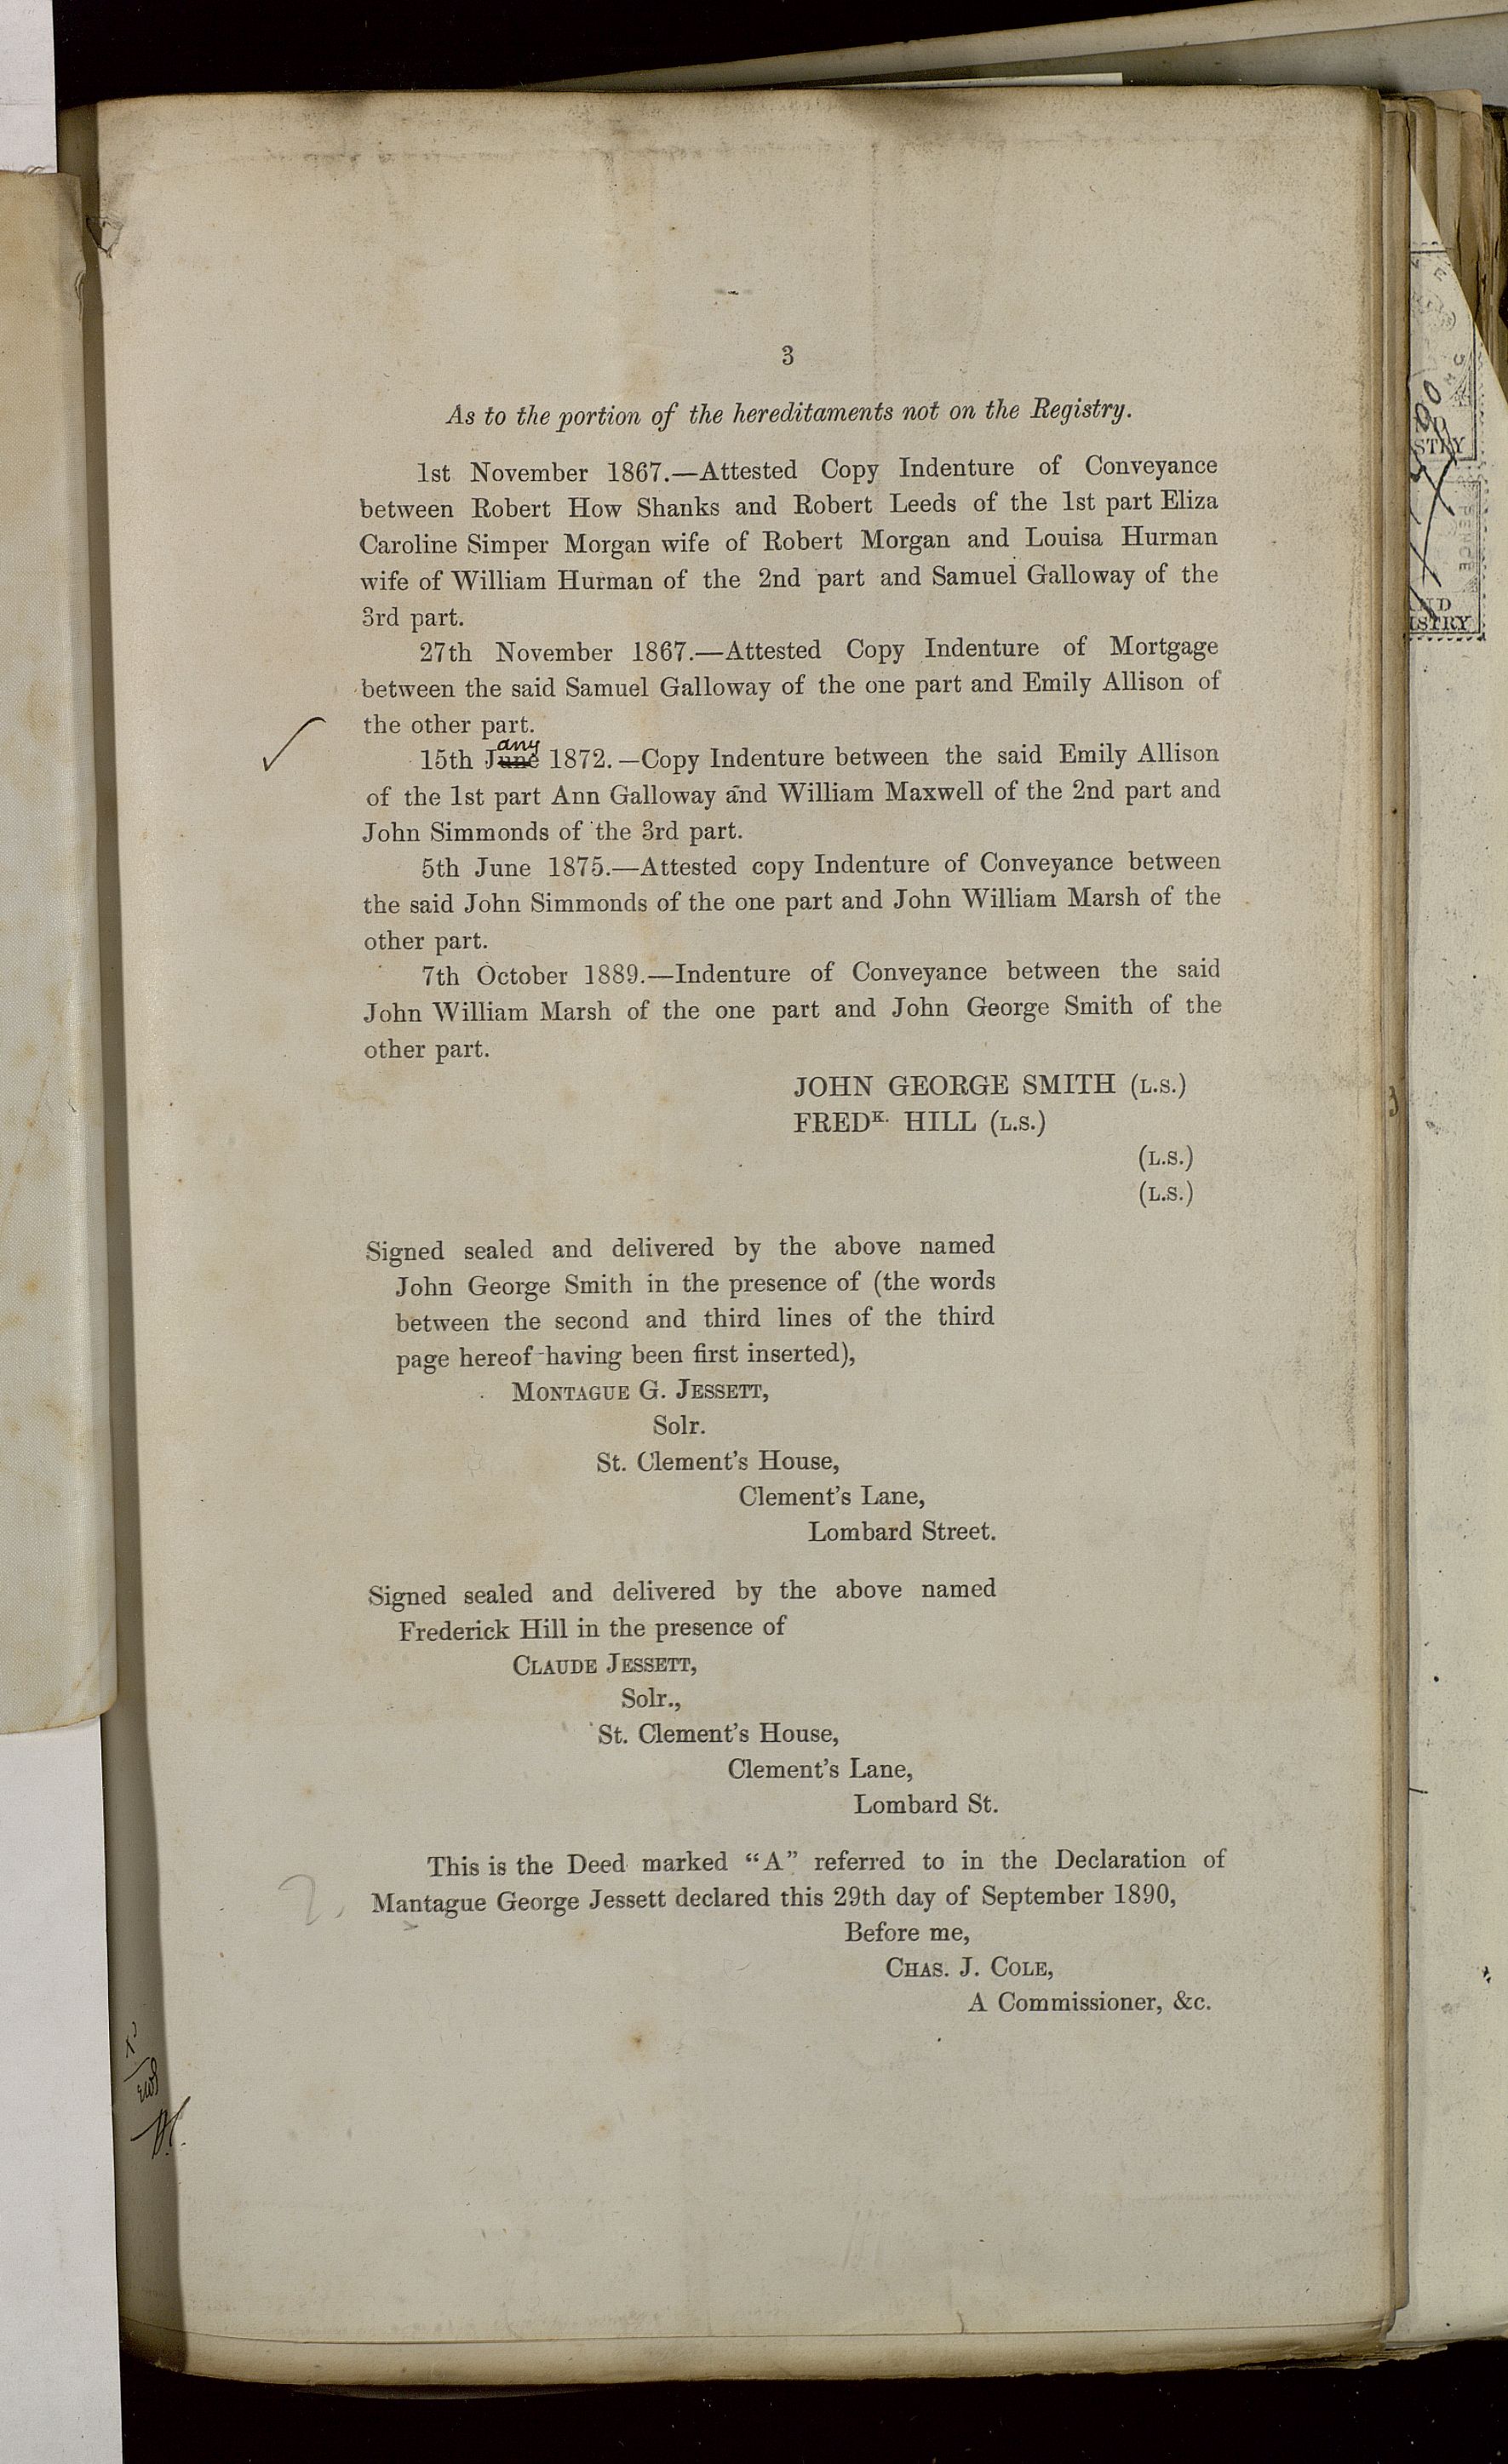 3
As to the portion of the hereditaments not on the Registry.
1st November 1867.—Attested Copy Indenture of Conveyance
between Robert How Shanks and Robert Leeds of the 1st part Eliza
Caroline Simper Morgan wife of Robert Morgan and Louisa Hurman
wife of William Hurman of the 2nd part and Samuel Galloway of the
3rd part.
27th November 1867.—Attested Copy Indenture of Mortgage
between the said Samuel Galloway of the one part and Emily Allison of
the other part.
any
15th June 1872.—Copy Indenture between the said Emily Allison
of the 1st part Ann Galloway and William Maxwell of the 2nd part and
John Simmonds of the 3rd part.
5th June 1875.—Attested copy Indenture of Conveyance between
the said John Simmonds of the one part and John William Marsh of the
other part.
7th October 1889.—Indenture of Conveyance between the said
John William Marsh of the one part and John George Smith of the
other part.
JOHN GEORGE SMITH (L.S.)
FREDK. HILL (L.S.)
(L.S.)
(L.S.)
Signed sealed and delivered by the above named
John George Smith in the presence of (the words
between the second and third lines of the third
page hereof having been first inserted),
MONTAGUE G. JESSETT,
Solr.
St. Clement's House,
Clement's Lane,
Lombard Street.
Signed sealed and delivered by the above named
Frederick Hill in the presence of
CLAUDE JESSETT,
Solr.,
St. Clement's House,
Clement's Lane,
Lombard St.
This is the Deed marked “A” referred to in the Declaration of
Mantague George Jessett declared this 29th day of September 1890,
2.
Before me,
CHAS. J. COLE,
A Commissioner, &c.